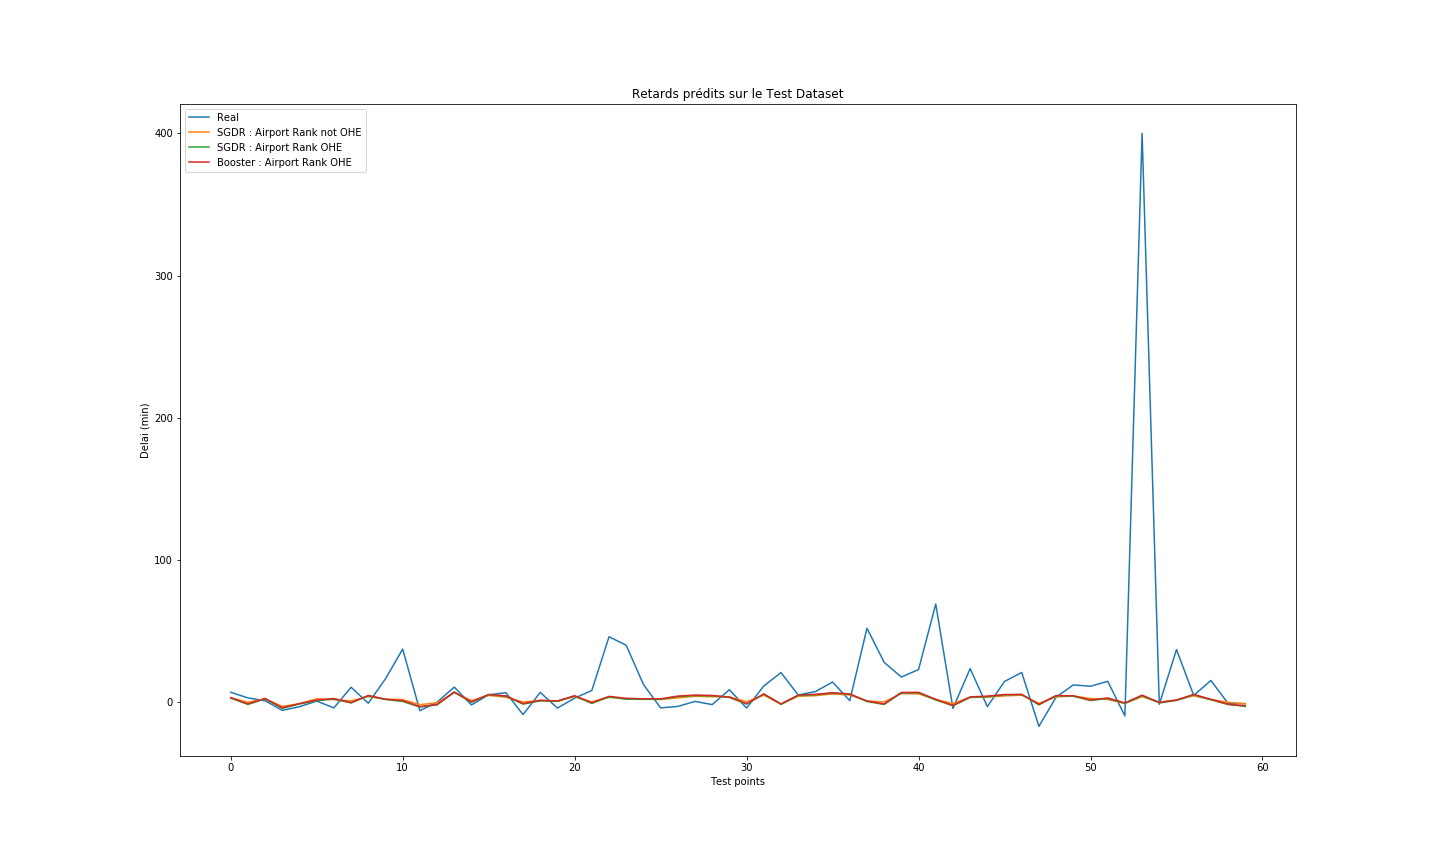 Retards prédits sur le Test Dataset
Real
SGDR : Airport Rank not OHE
SGDR : Airport Rank OHE
Booster : Airport Rank OHE
400
300
200
100
0
Delai (min)
0 10 20 30 40 50 60
Test points